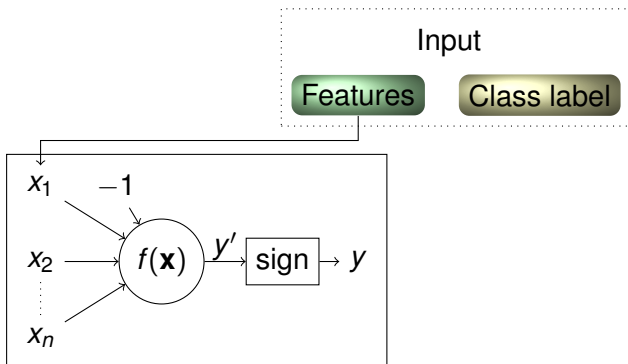 Input
Features Class label
x₁ −1
x₂ f(𝐱) y′ sign y
xₙ